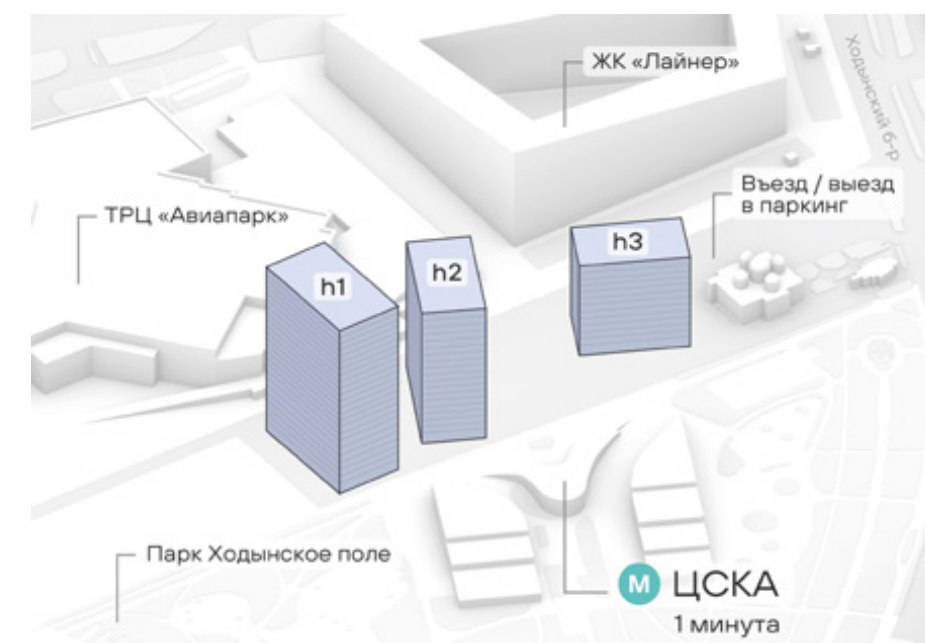 ЖК «Лайнер»
Ходынский б-р
Въезд / выезд
в паркинг
ТРЦ «Авиапарк»
h1
h2
h3
Парк Ходынское поле
М ЦСКА
1 минута